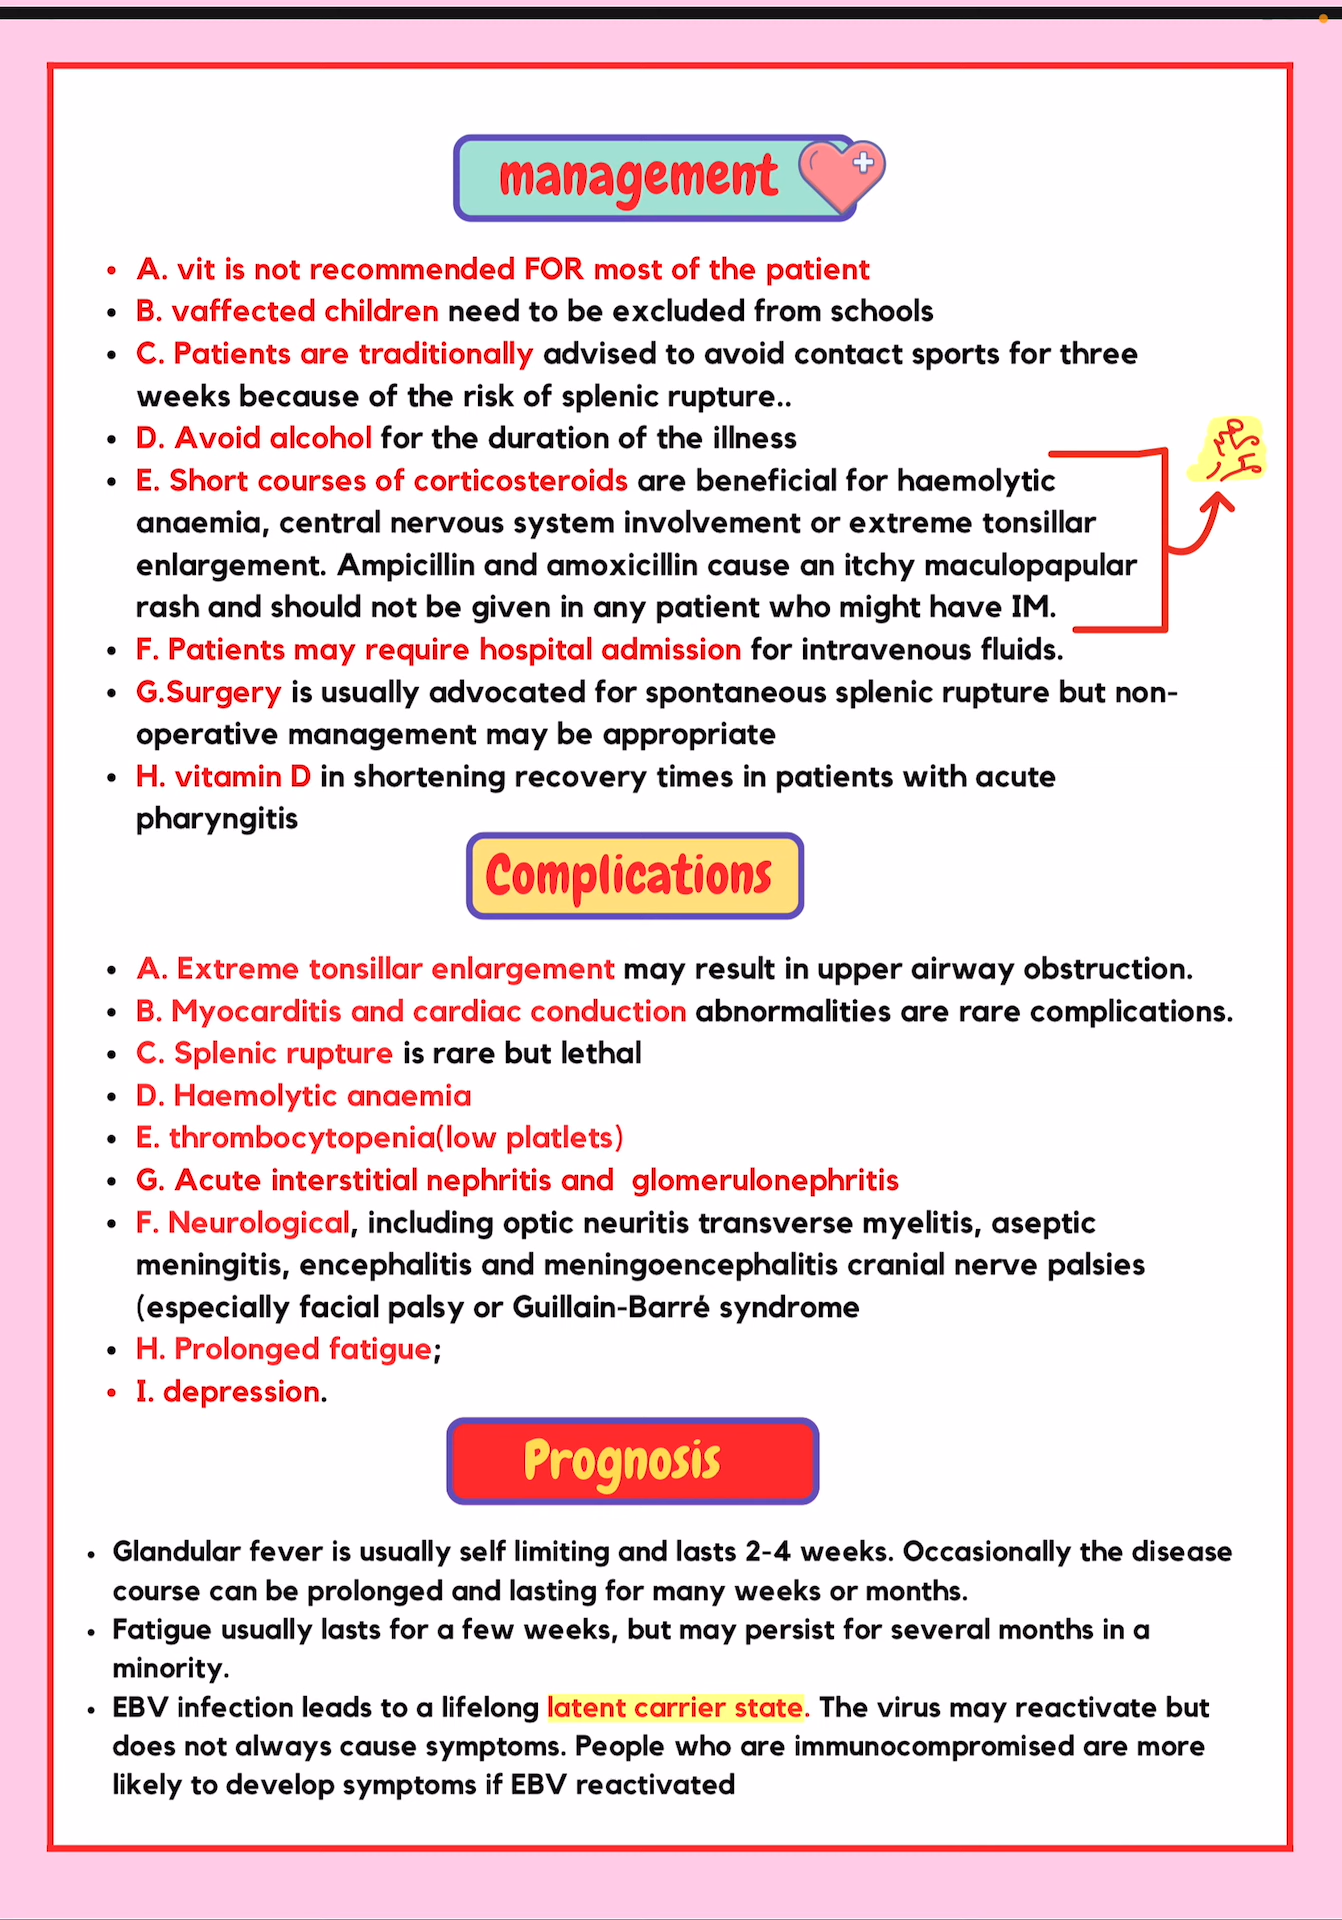 management
A. vit is not recommended FOR most of the patient
B. vaffected children need to be excluded from schools
C. Patients are traditionally advised to avoid contact sports for three
weeks because of the risk of splenic rupture..
D. Avoid alcohol for the duration of the illness
E. Short courses of corticosteroids are beneficial for haemolytic
anaemia, central nervous system involvement or extreme tonsillar
enlargement. Ampicillin and amoxicillin cause an itchy maculopapular
rash and should not be given in any patient who might have IM.
F. Patients may require hospital admission for intravenous fluids.
G.Surgery is usually advocated for spontaneous splenic rupture but non-
operative management may be appropriate
H. vitamin D in shortening recovery times in patients with acute
pharyngitis
Complications
A. Extreme tonsillar enlargement may result in upper airway obstruction.
B. Myocarditis and cardiac conduction abnormalities are rare complications.
C. Splenic rupture is rare but lethal
D. Haemolytic anaemia
E. thrombocytopenia(low platlets)
G. Acute interstitial nephritis and glomerulonephritis
F. Neurological, including optic neuritis transverse myelitis, aseptic
meningitis, encephalitis and meningoencephalitis cranial nerve palsies
(especially facial palsy or Guillain-Barré syndrome
H. Prolonged fatigue;
I. depression.
Prognosis
Glandular fever is usually self limiting and lasts 2-4 weeks. Occasionally the disease
course can be prolonged and lasting for many weeks or months.
Fatigue usually lasts for a few weeks, but may persist for several months in a
minority.
EBV infection leads to a lifelong latent carrier state. The virus may reactivate but
does not always cause symptoms. People who are immunocompromised are more
likely to develop symptoms if EBV reactivated